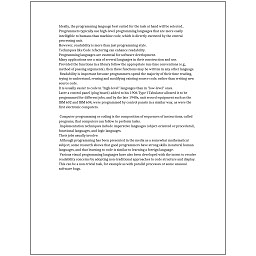 Ideally, the programming language best suited for the task at hand will be selected.
Programmers typically use high-level programming languages that are more easily
intelligible to humans than machine code, which is directly executed by the central
processing unit.
However, readability is more than just programming style.
Techniques like Code refactoring can enhance readability.
Programming languages are essential for software development.
Many applications use a mix of several languages in their construction and use.
Provided the functions in a library follow the appropriate run-time conventions (e.g.,
method of passing arguments), then these functions may be written in any other language.
Readability is important because programmers spend the majority of their time reading,
trying to understand, reusing and modifying existing source code, rather than writing new
source code.
It is usually easier to code in "high-level" languages than in "low-level" ones.
Later a control panel (plug board) added to his 1906 Type I Tabulator allowed it to be
programmed for different jobs, and by the late 1940s, unit record equipment such as the
IBM 602 and IBM 604, were programmed by control panels in a similar way, as were the
first electronic computers.
Computer programming or coding is the composition of sequences of instructions, called
programs, that computers can follow to perform tasks.
Implementation techniques include imperative languages (object-oriented or procedural),
functional languages, and logic languages.
Their jobs usually involve:
Although programming has been presented in the media as a somewhat mathematical
subject, some research shows that good programmers have strong skills in natural human
languages, and that learning to code is similar to learning a foreign language.
Various visual programming languages have also been developed with the intent to resolve
readability concerns by adopting non-traditional approaches to code structure and display.
This can be a non-trivial task, for example as with parallel processes or some unusual
software bugs.